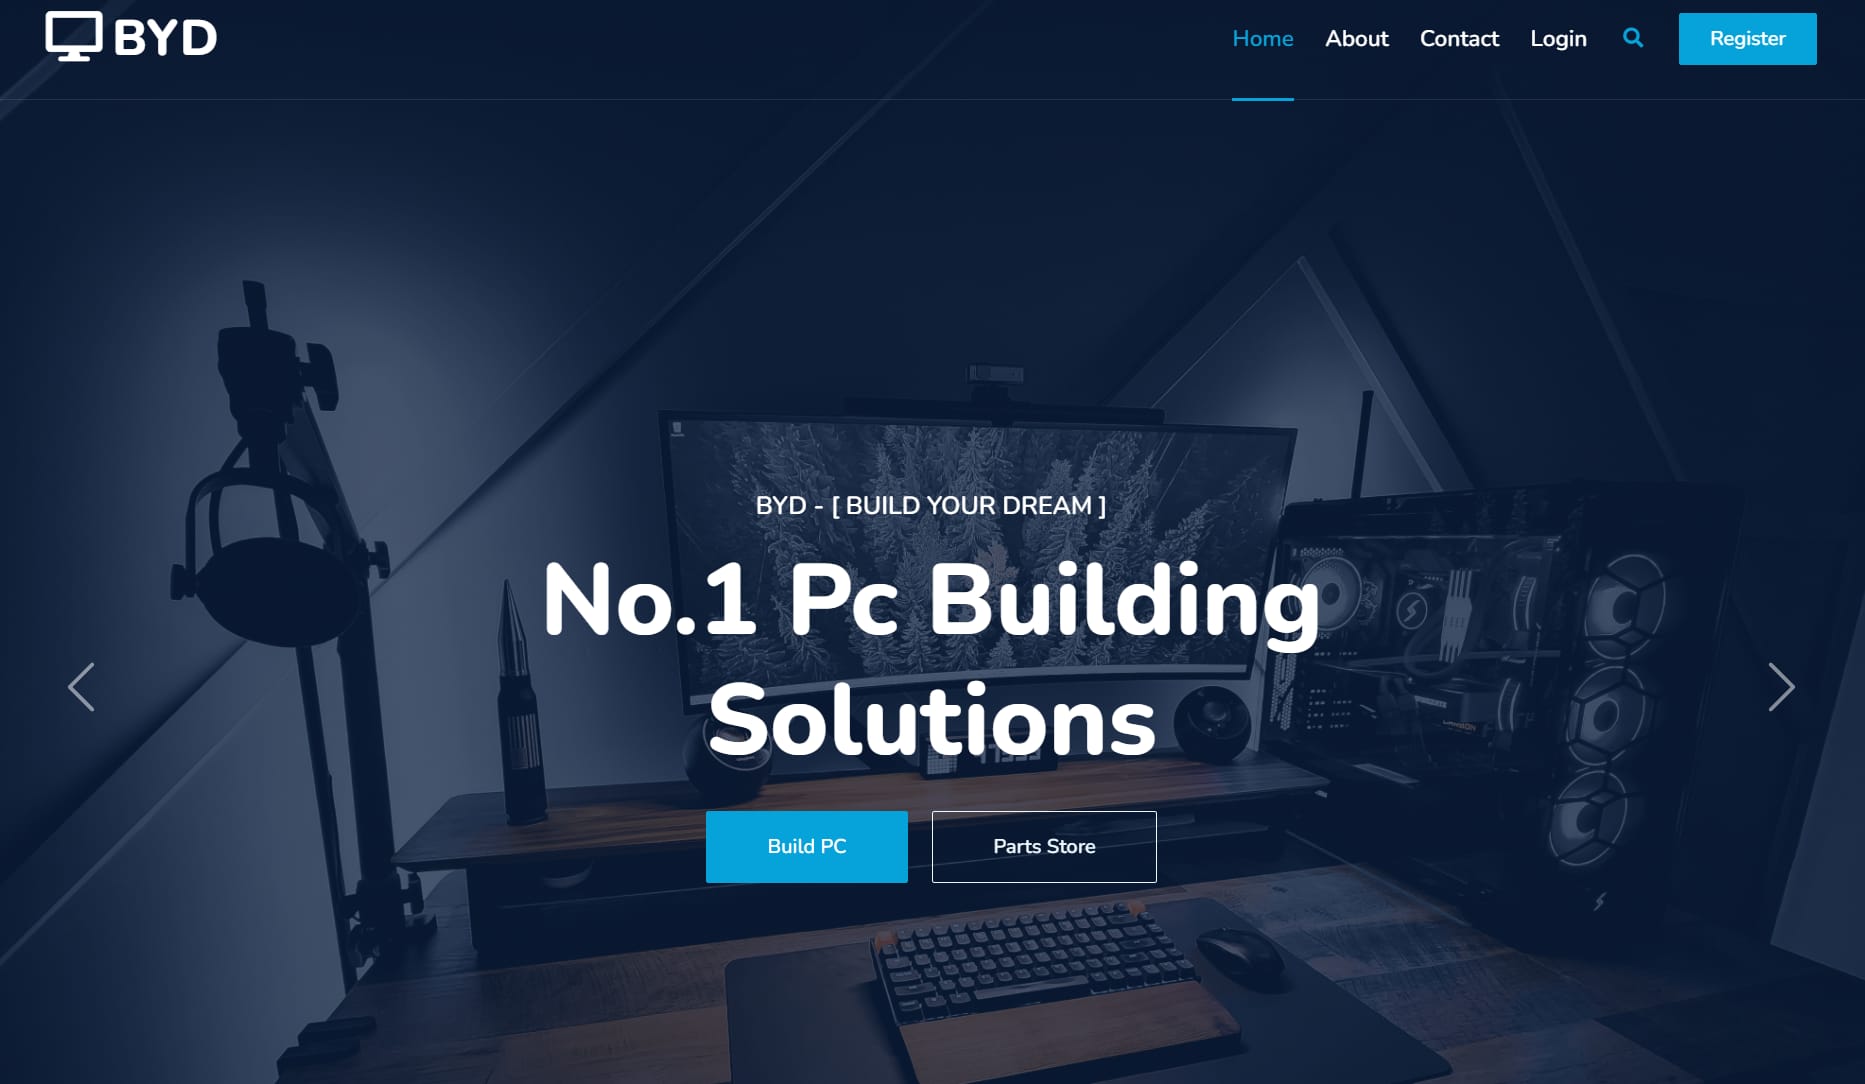 BYD
Home
About
Contact
Login
Register
BYD - [ BUILD YOUR DREAM ]
No.1 Pc Building
Solutions
Build PC
Parts Store